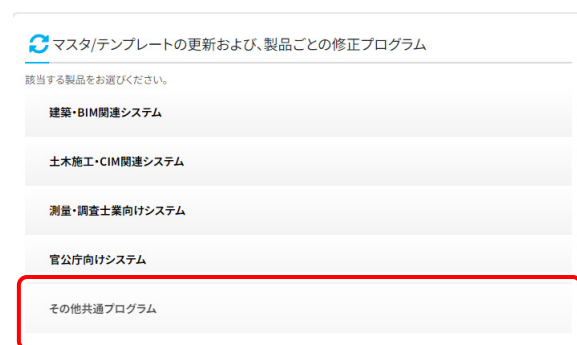 マスタ/テンプレートの更新および、製品ごとの修正プログラム
該当する製品をお選びください。
建築・BIM関連システム
土木施工・CIM関連システム
測量・調査士業向けシステム
官公庁向けシステム
その他共通プログラム